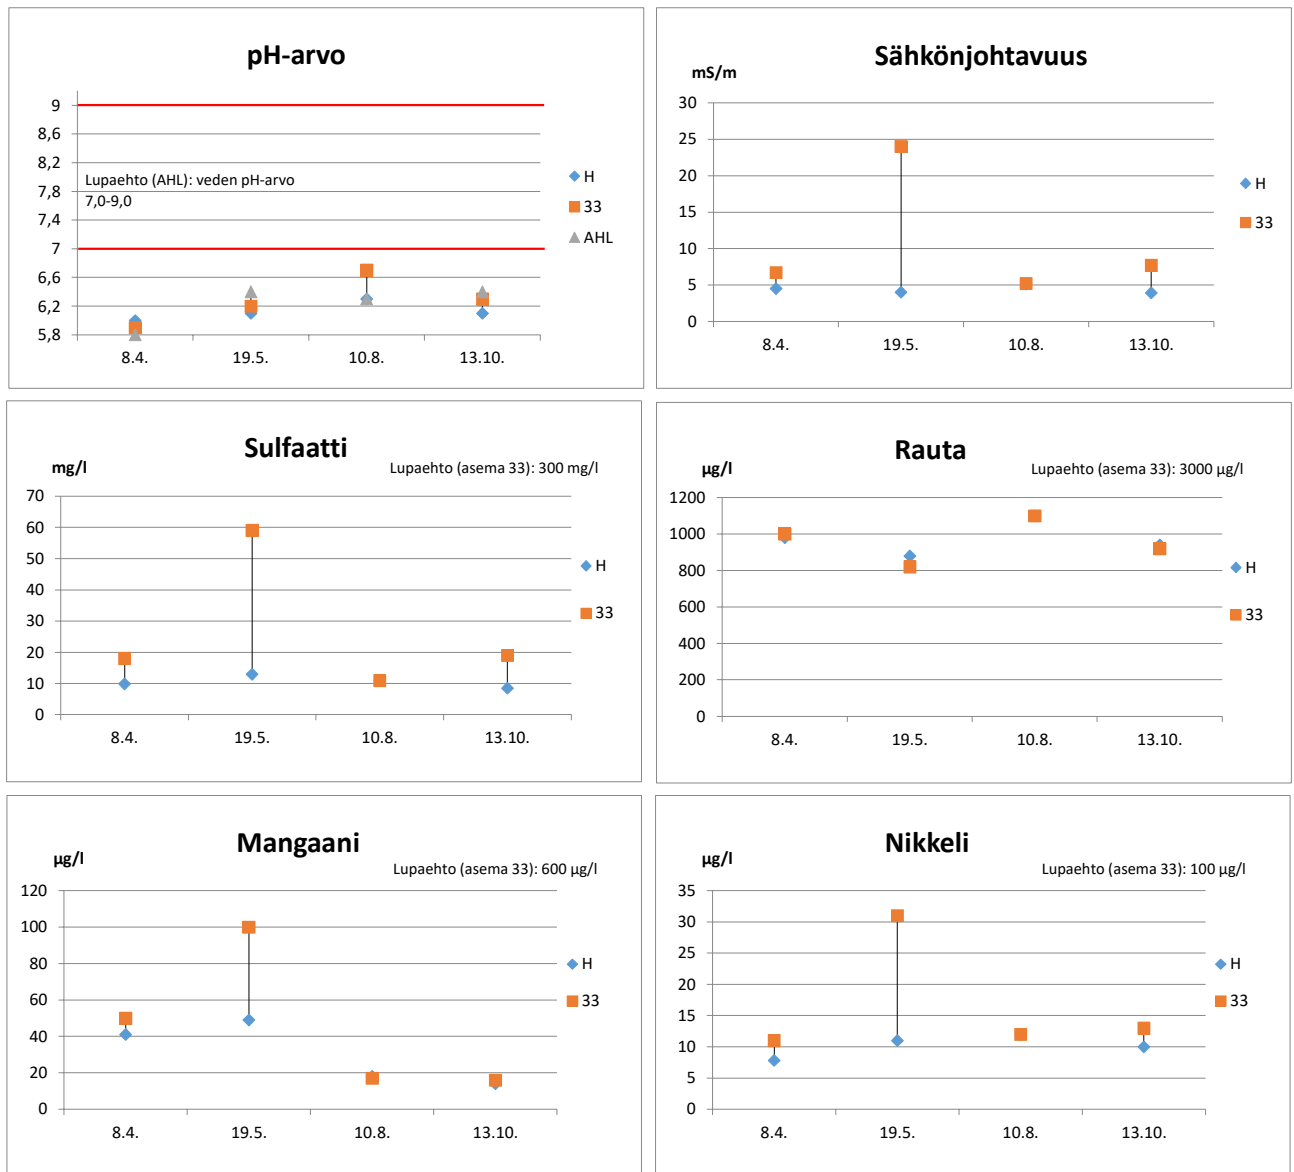 pH-arvo
9
8,6
8,2
7,8
7,4
7
6,6
6,2
5,8
Lupaehto (AHL): veden pH-arvo
7,0-9,0
8.4. 19.5. 10.8. 13.10.
H
33
AHL
Sähkönjohtavuus
mS/m
30
25
20
15
10
5
0
8.4. 19.5. 10.8. 13.10.
H
33
Sulfaatti
mg/l
Lupaehto (asema 33): 300 mg/l
70
60
50
40
30
20
10
0
8.4. 19.5. 10.8. 13.10.
H
33
Rauta
µg/l
Lupaehto (asema 33): 3000 µg/l
1200
1000
800
600
400
200
0
8.4. 19.5. 10.8. 13.10.
H
33
Mangaani
µg/l
Lupaehto (asema 33): 600 µg/l
120
100
80
60
40
20
0
8.4. 19.5. 10.8. 13.10.
H
33
Nikkeli
µg/l
Lupaehto (asema 33): 100 µg/l
35
30
25
20
15
10
5
0
8.4. 19.5. 10.8. 13.10.
H
33